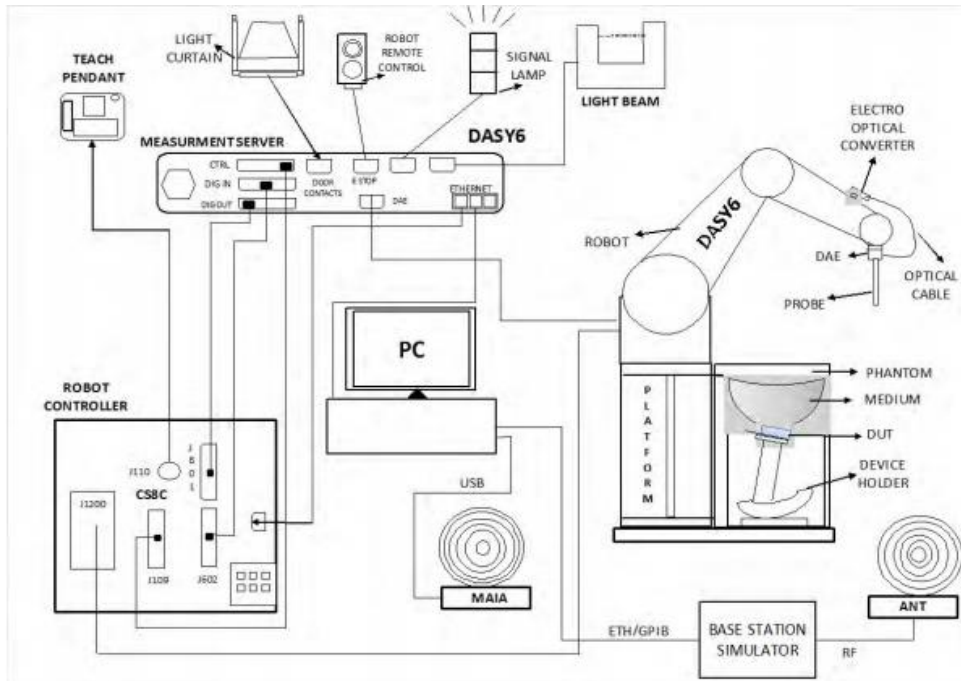 LIGHT
CURTAIN
ROBOT
REMOTE
CONTROL
SIGNAL
LAMP
LIGHT BEAM
TEACH
PENDANT
MEASURMENT SERVER
DASY6
ELECTRO
OPTICAL
CONVERTER
CTRL
DIG IN
DIG OUT
DOOR
CONTACTS
E STOP
DAE
ETHERNET
ROBOT
DASY6
DAE
OPTICAL
CABLE
PROBE
PC
ROBOT
CONTROLLER
PLATFORM
PHANTOM
MEDIUM
DUT
DEVICE
HOLDER
J110
J601
CS8C
J1200
J109
J602
USB
MAIA
ANT
ETH/GPIB
BASE STATION
SIMULATOR
RF